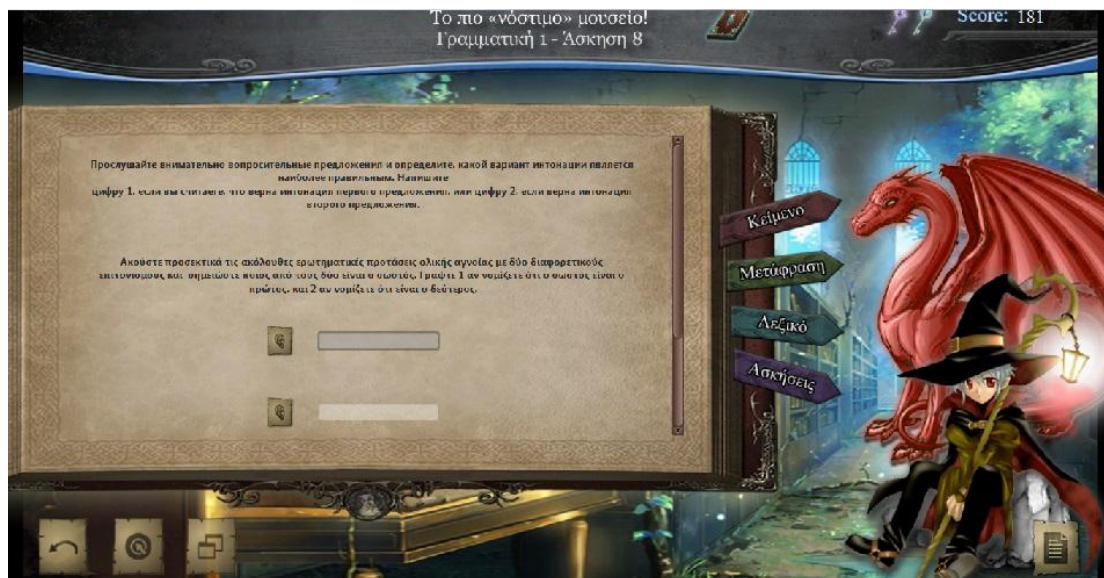 Το πιο «νόστιμο» μουσείο!
Γραμματική 1 - Άσκηση 8
Score: 181
Прослушайте внимательно вопросительные предложения и определите, какой вариант интонации является
наиболее правильным. Напишите
цифру 1, если вы считаете, что верна интонация первого предложения, или цифру 2, если верна интонация
второго предложения.
Ακούστε προσεκτικά τις ακόλουθες ερωτηματικές προτάσεις ολικής αγνοίας με δύο διαφορετικούς
επιτονισμούς και σημειώστε ποιος από τους δύο είναι ο σωστός. Γράψτε 1 αν νομίζετε ότι ο σωστός είναι ο
πρώτος, και 2 αν νομίζετε ότι είναι ο δεύτερος.
Κείμενο
Μετάφραση
Λεξικό
Ασκήσεις